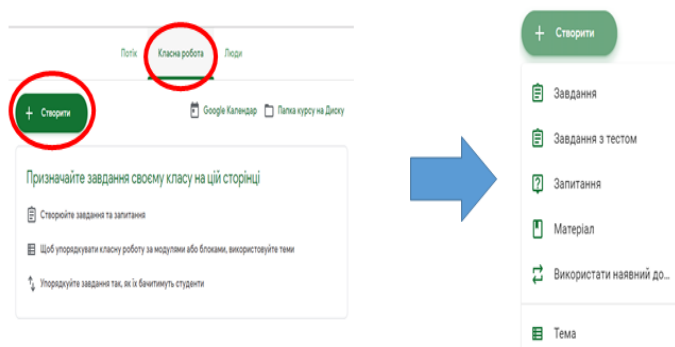 Потік Класна робота Люди
+ Створити
Google Календар Папка курсу на Диску
Призначайте завдання своєму класу на цій сторінці
Створюйте завдання та запитання
Щоб упорядкувати класну роботу за модулями або блоками, використовуйте теми
Упорядкуйте завдання так, як їх бачитимуть студенти
+ Створити
Завдання
Завдання з тестом
Запитання
Матеріал
Використати наявний до...
Тема